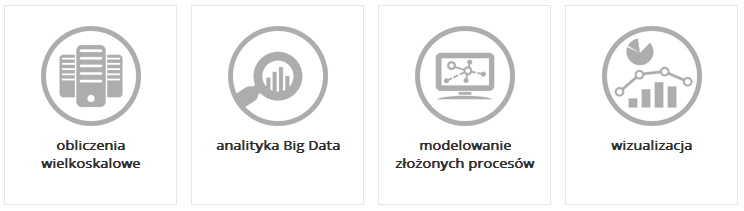 obliczenia
wielkoskalowe
analityka Big Data
modelowanie
złożonych procesów
wizualizacja